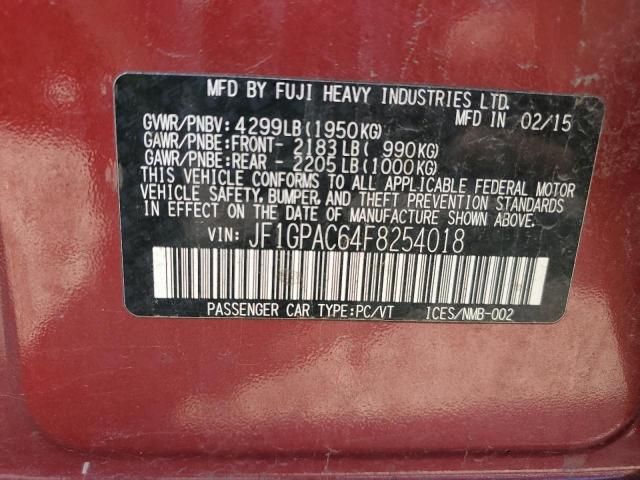 MFD BY FUJI HEAVY INDUSTRIES LTD.
MFD IN 02/15
GVWR/PNBV: 4299LB(1950KG)
GAWR/PNBE:FRONT- 2183LB( 990KG)
GAWR/PNBE:REAR - 2205LB(1000KG)
THIS VEHICLE CONFORMS TO ALL APPLICABLE FEDERAL MOTOR
VEHICLE SAFETY, BUMPER, AND THEFT PREVENTION STANDARDS
IN EFFECT ON THE DATE OF MANUFACTURE SHOWN ABOVE.
VIN: JF1GPAC64F8254018
PASSENGER CAR TYPE:PC/VT ICES/NMB-002